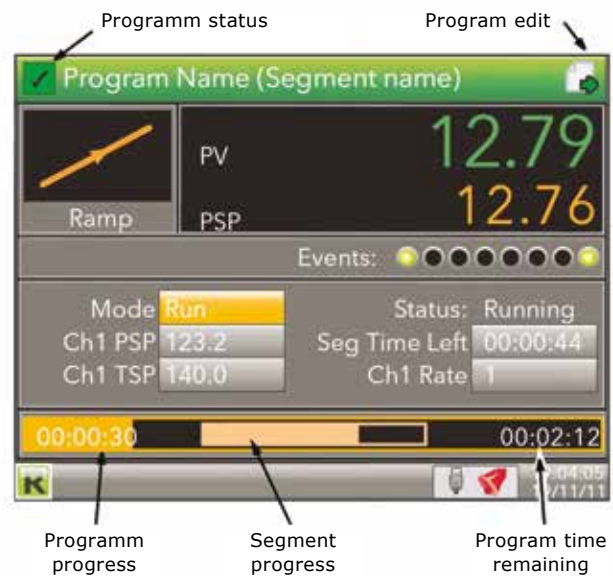 Programm status
Program edit
Program Name (Segment name)
PV 12.79
Ramp
PSP 12.76
Events:
Mode Run
Status: Running
Ch1 PSP 123.2
Seg Time Left 00:00:44
Ch1 TSP 140.0
Ch1 Rate 1
00:00:30
00:02:12
K
Programm
progress
Segment
progress
Program time
remaining